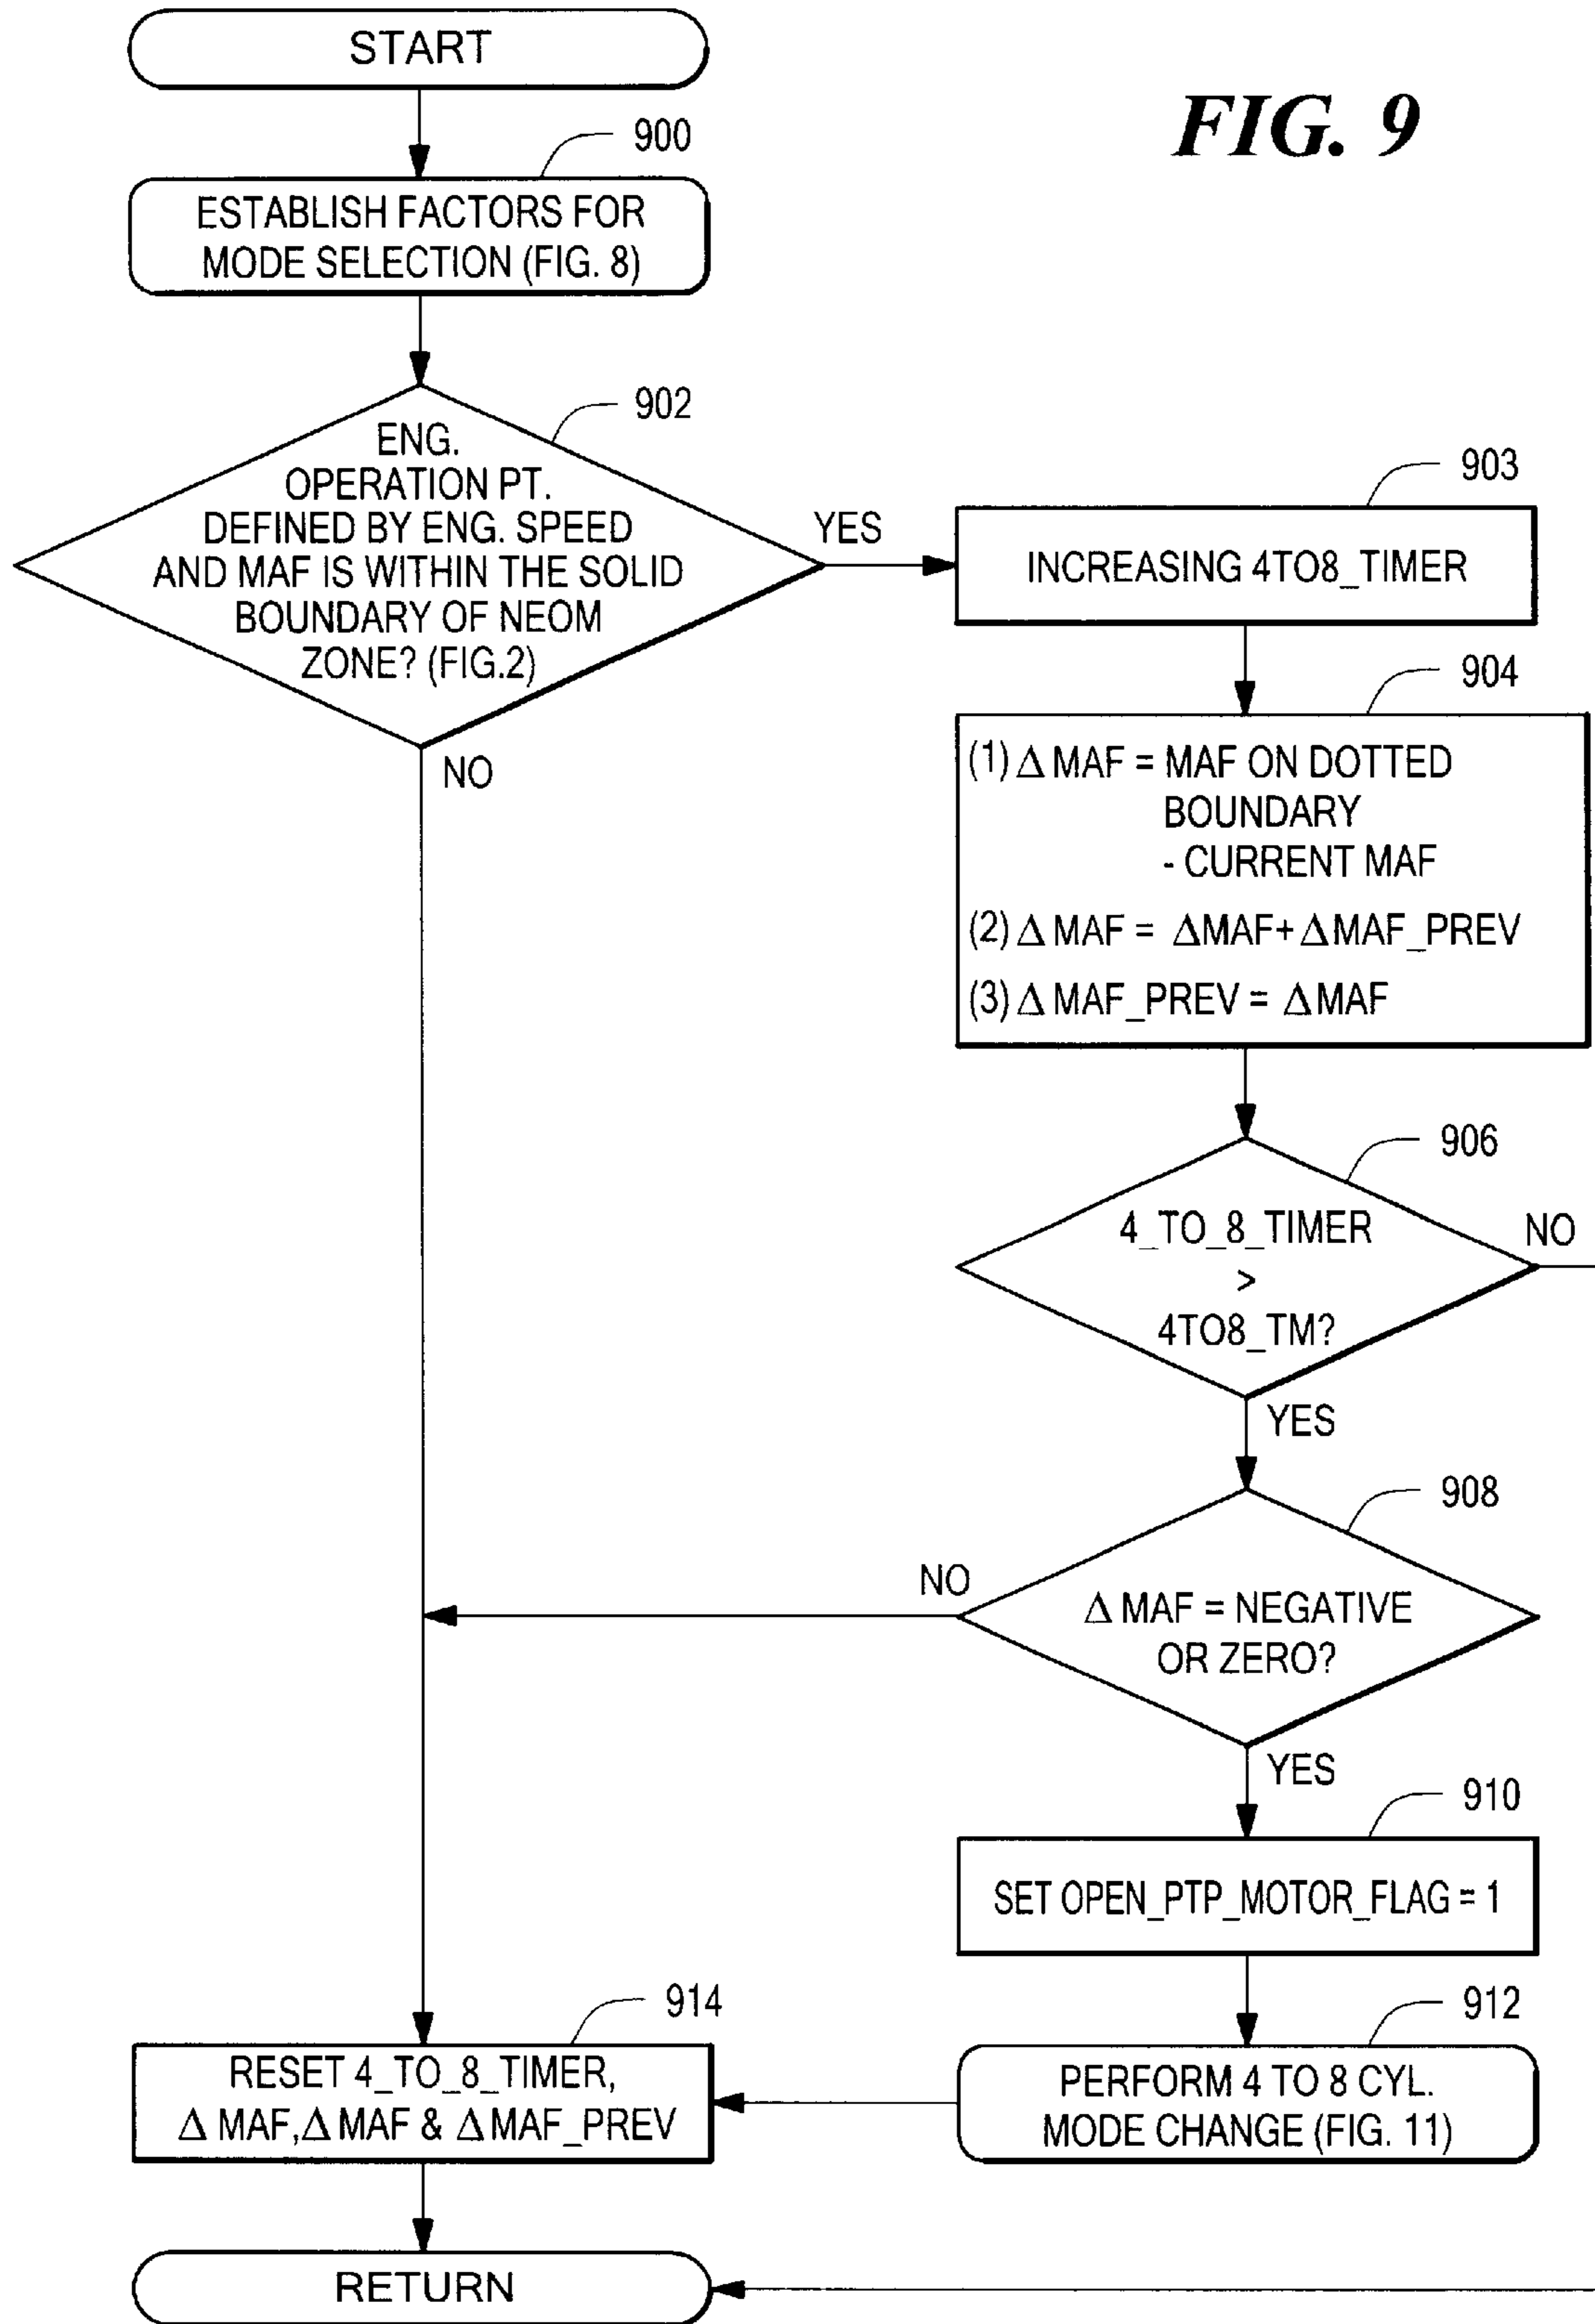 START
FIG. 9
900
ESTABLISH FACTORS FOR
MODE SELECTION (FIG. 8)
902
ENG.
OPERATION PT.
DEFINED BY ENG. SPEED
AND MAF IS WITHIN THE SOLID
BOUNDARY OF NEOM
ZONE? (FIG.2)
YES
NO
903
INCREASING 4TO8_TIMER
904
(1) Δ MAF = MAF ON DOTTED
BOUNDARY
- CURRENT MAF
(2) Δ MAF = ΔMAF+ΔMAF_PREV
(3) Δ MAF_PREV = ΔMAF
906
4_TO_8_TIMER
>
4TO8_TM?
NO
YES
908
Δ MAF = NEGATIVE
OR ZERO?
NO
YES
910
SET OPEN_PTP_MOTOR_FLAG = 1
912
PERFORM 4 TO 8 CYL.
MODE CHANGE (FIG. 11)
914
RESET 4_TO_8_TIMER,
Δ MAF,Δ MAF & ΔMAF_PREV
RETURN